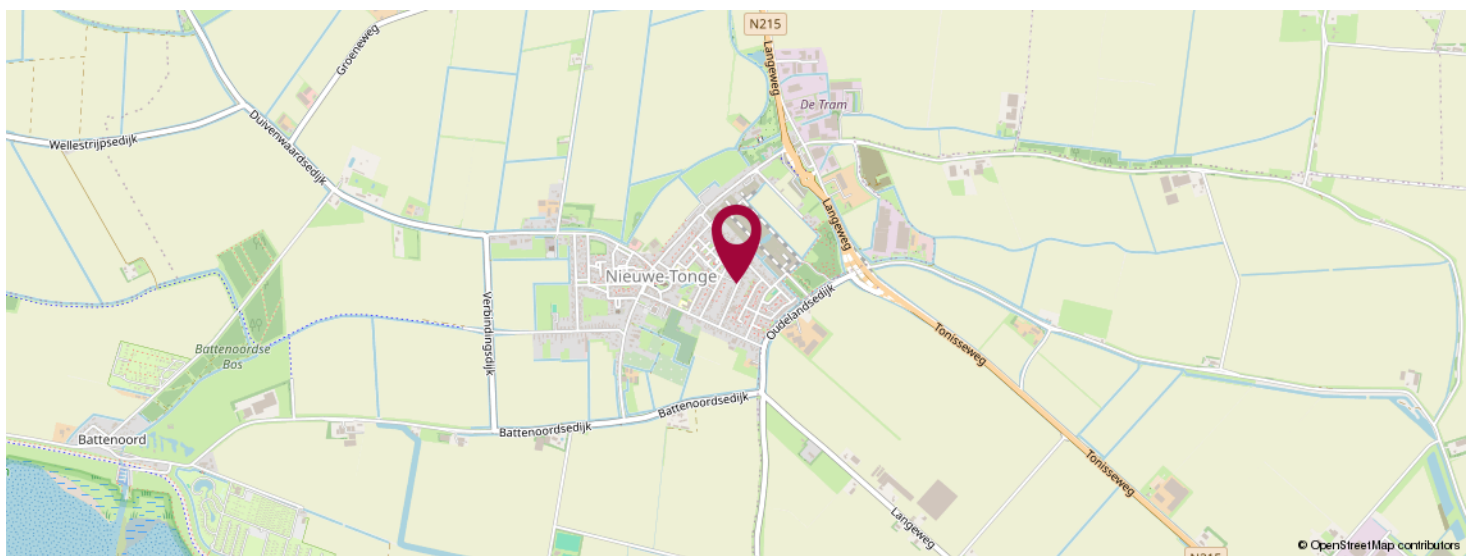 N215
Groeneweg
Langeweg
De Tram
Duivenwaardsedijk
Wellestrijpsedijk
Langeweg
Nieuwe-Tonge
Verbindingsdijk
Oudelandsedijk
Tonisseweg
Battenoordse
Bos
Battenoordsedijk
Battenoordsedijk
Battenoord
Tonisseweg
Langeweg
© OpenStreetMap contributors
N215